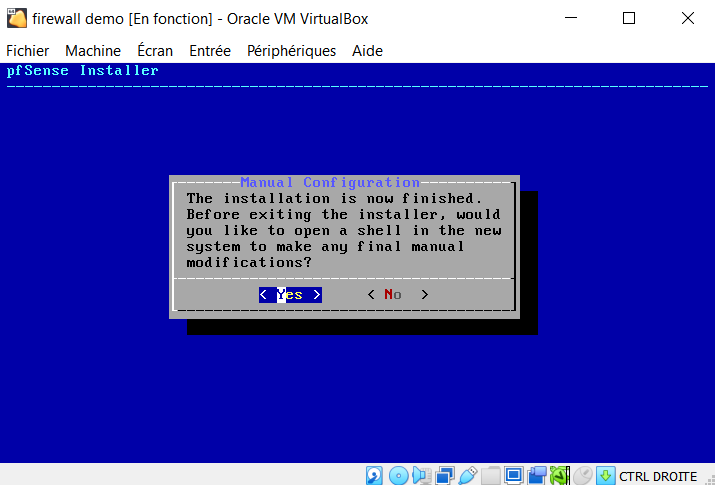 firewall demo [En fonction] - Oracle VM VirtualBox
Fichier Machine Écran Entrée Périphériques Aide
pfSense Installer
Manual Configuration
The installation is now finished.
Before exiting the installer, would
you like to open a shell in the new
system to make any final manual
modifications?
< Yes > < No >
CTRL DROITE